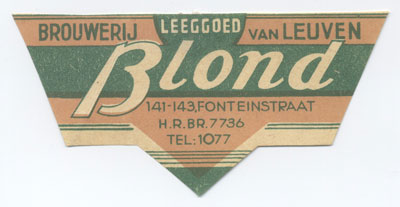 LEEGGOED
BROUWERIJ VAN LEUVEN
Blond
141-143, FONTEINSTRAAT
H.R.BR. 7736
TEL: 1077